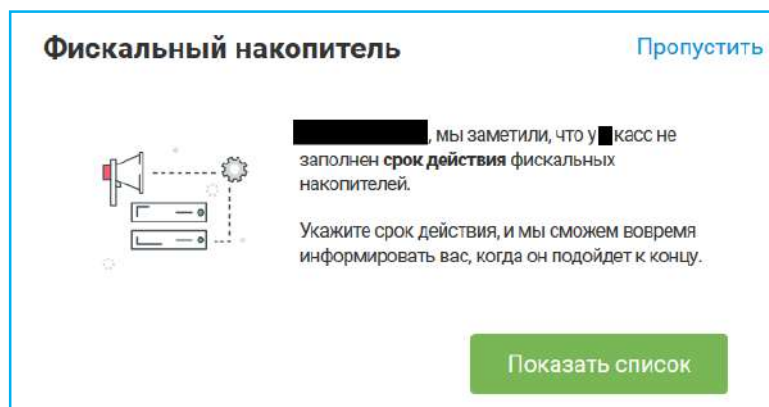 Фискальный накопитель
Пропустить
, мы заметили, что у касс не
заполнен срок действия фискальных
накопителей.
Укажите срок действия, и мы сможем вовремя
информировать вас, когда он подойдет к концу.
Показать список